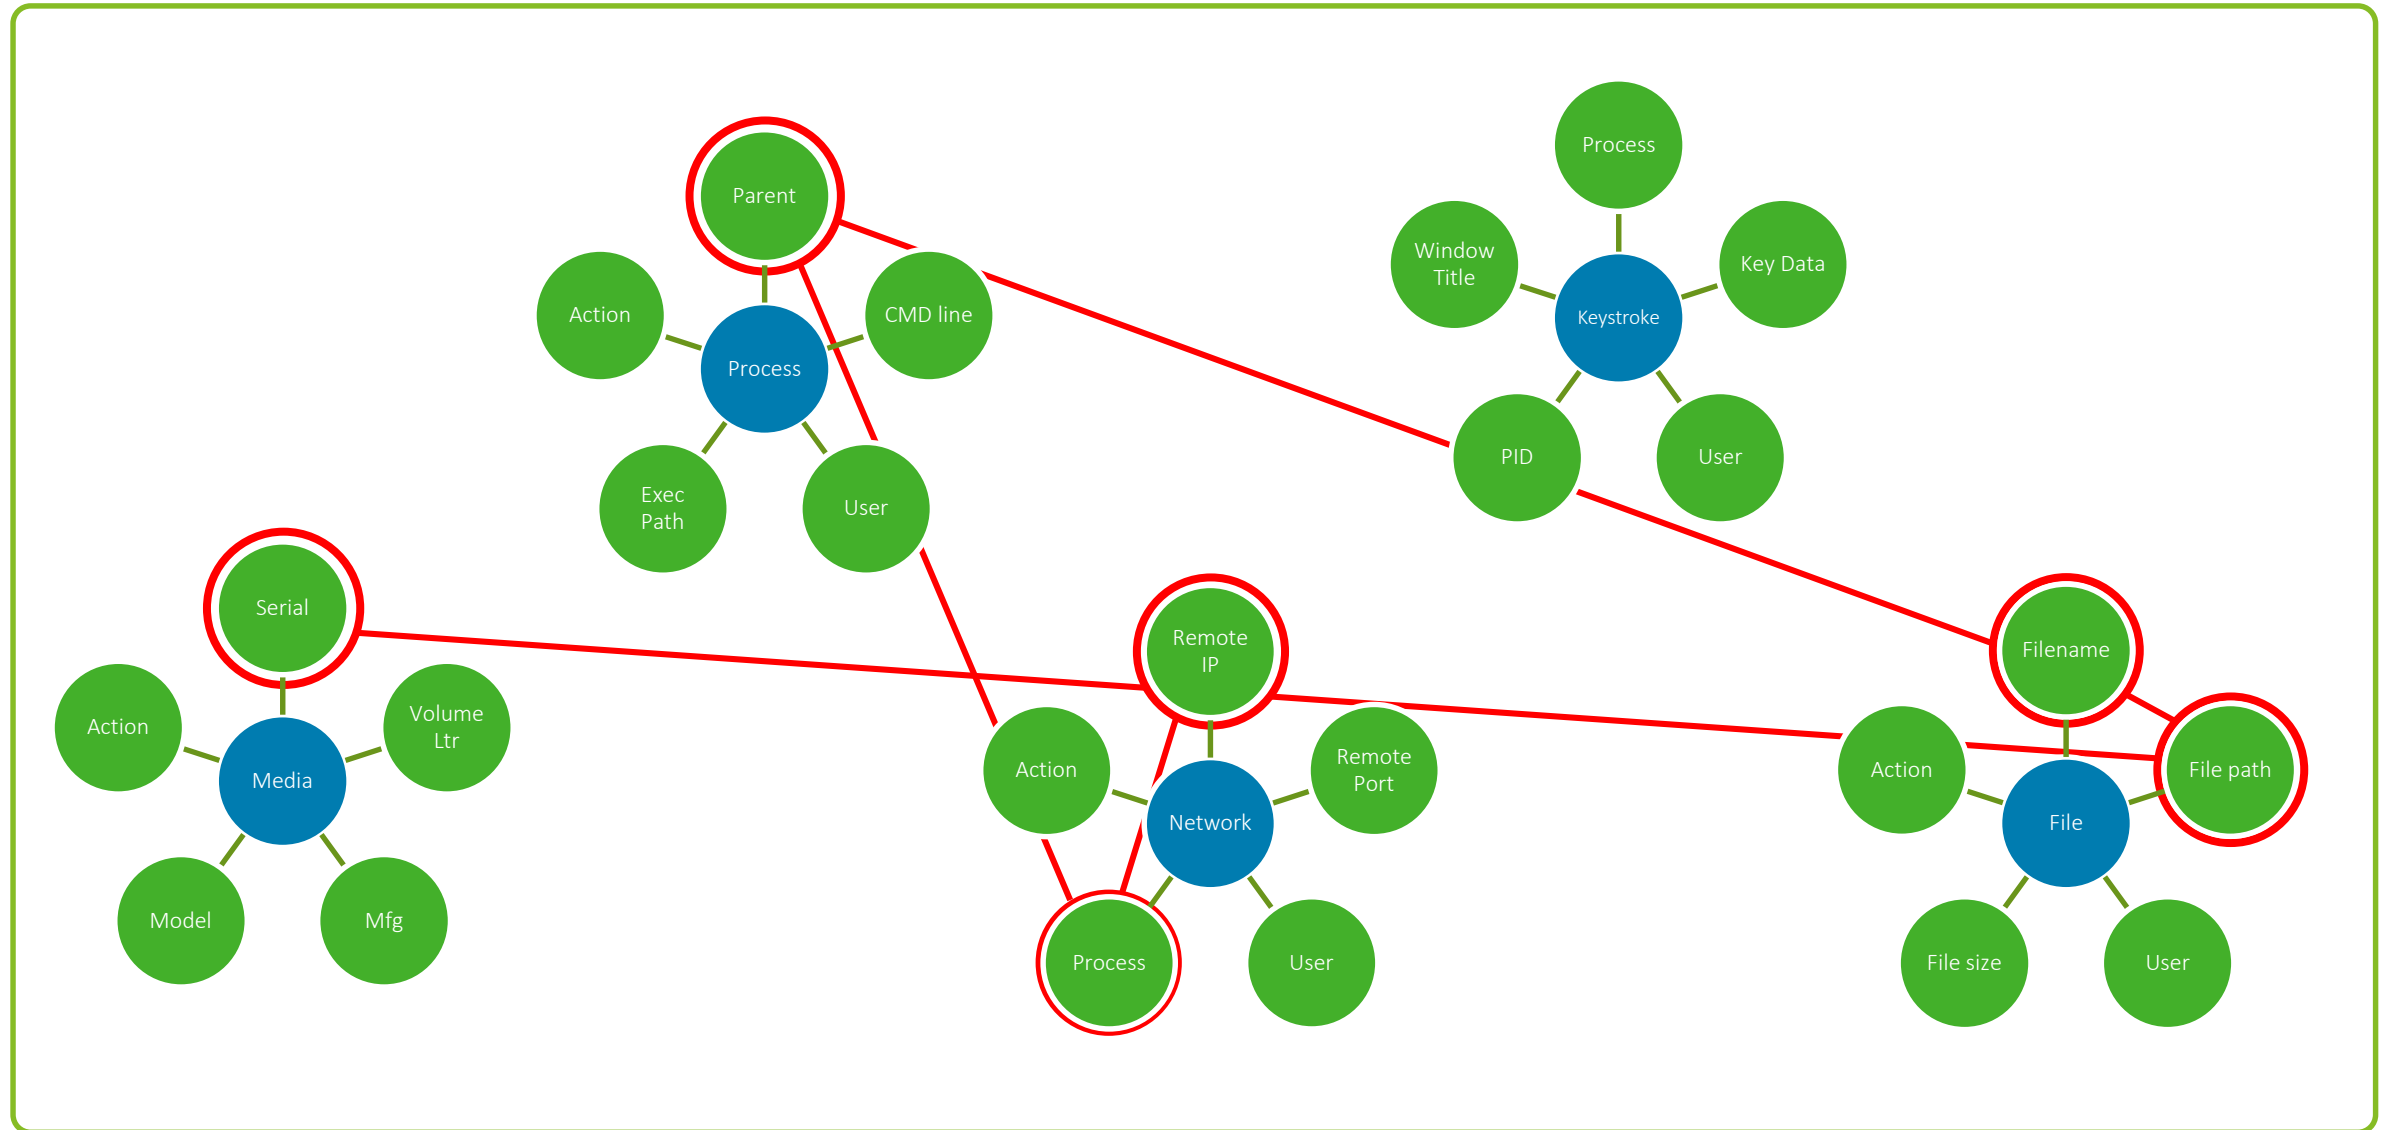 Process
Parent
Window
Title
Key Data
Action
CMD line
Keystroke
Process
PID
User
Exec
Path
User
Serial
Remote
IP
Filename
Action
Volume
Ltr
Action
Remote
Port
Action
File path
Media
Network
File
Model
Mfg
Process
User
File size
User